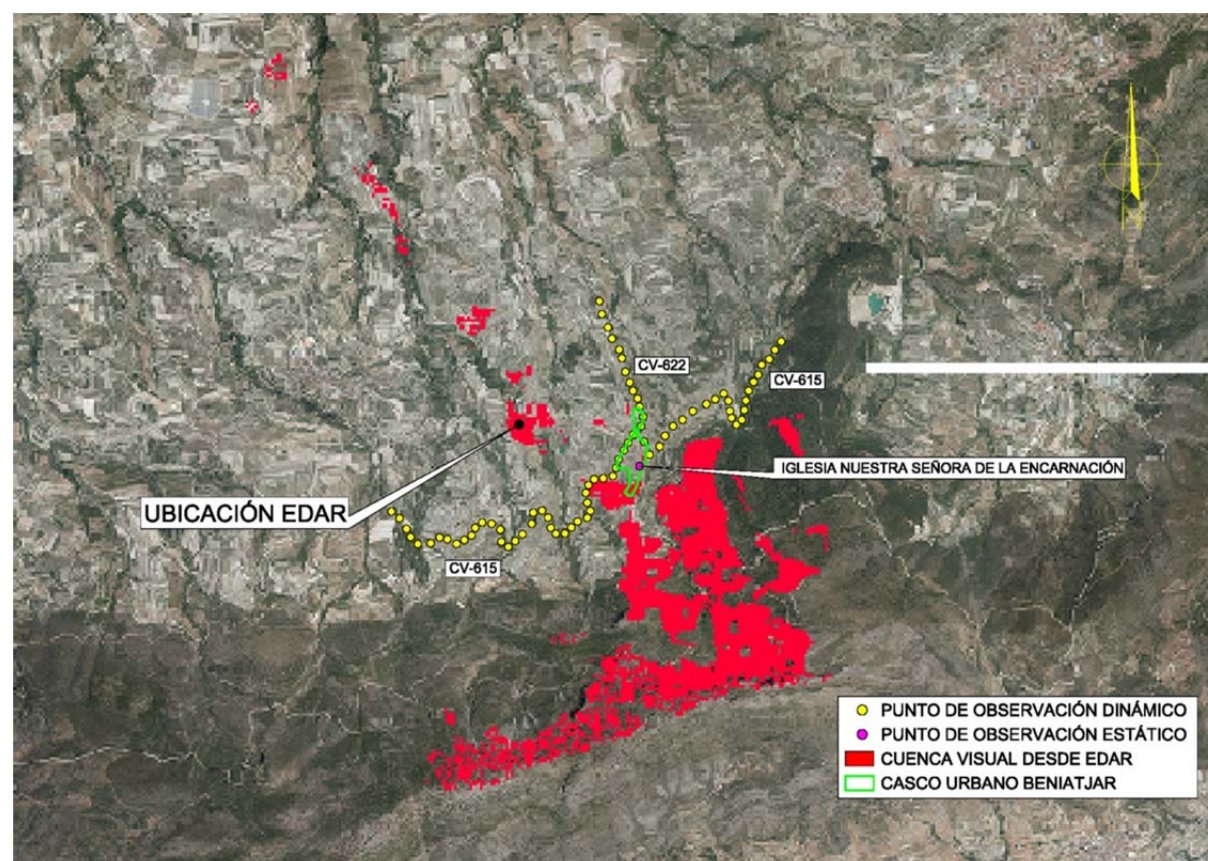 CV-622
CV-615
IGLESIA NUESTRA SEÑORA DE LA ENCARNACIÓN
UBICACIÓN EDAR
CV-615
PUNTO DE OBSERVACIÓN DINÁMICO
PUNTO DE OBSERVACIÓN ESTÁTICO
CUENCA VISUAL DESDE EDAR
CASCO URBANO BENIATJAR